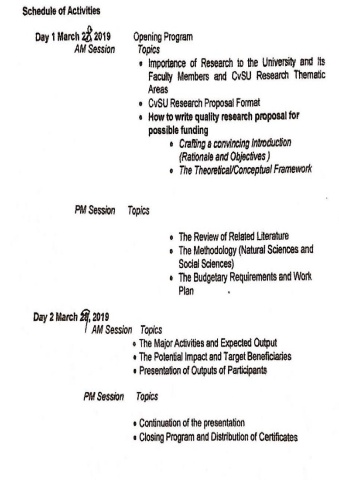 Schedule of Activities
Day 1 March 2, 2019 Opening Program
AM Session Topics
• Importance of Research to the University and its
Faculty Members and CvSU Research Thematic
Areas
• CvSU Research Proposal Format
• How to write quality research proposal for
possible funding
• Crafting a convincing Introduction
(Rationale and Objectives )
• The Theoretical/Conceptual Framework
PM Session Topics
• The Review of Related Literature
• The Methodology (Natural Sciences and
Social Sciences)
• The Budgetary Requirements and Work
Plan
Day 2 March 2, 2019
AM Session Topics
• The Major Activities and Expected Output
• The Potential Impact and Target Beneficiaries
• Presentation of Outputs of Participants
PM Session Topics
• Continuation of the presentation
• Closing Program and Distribution of Certificates